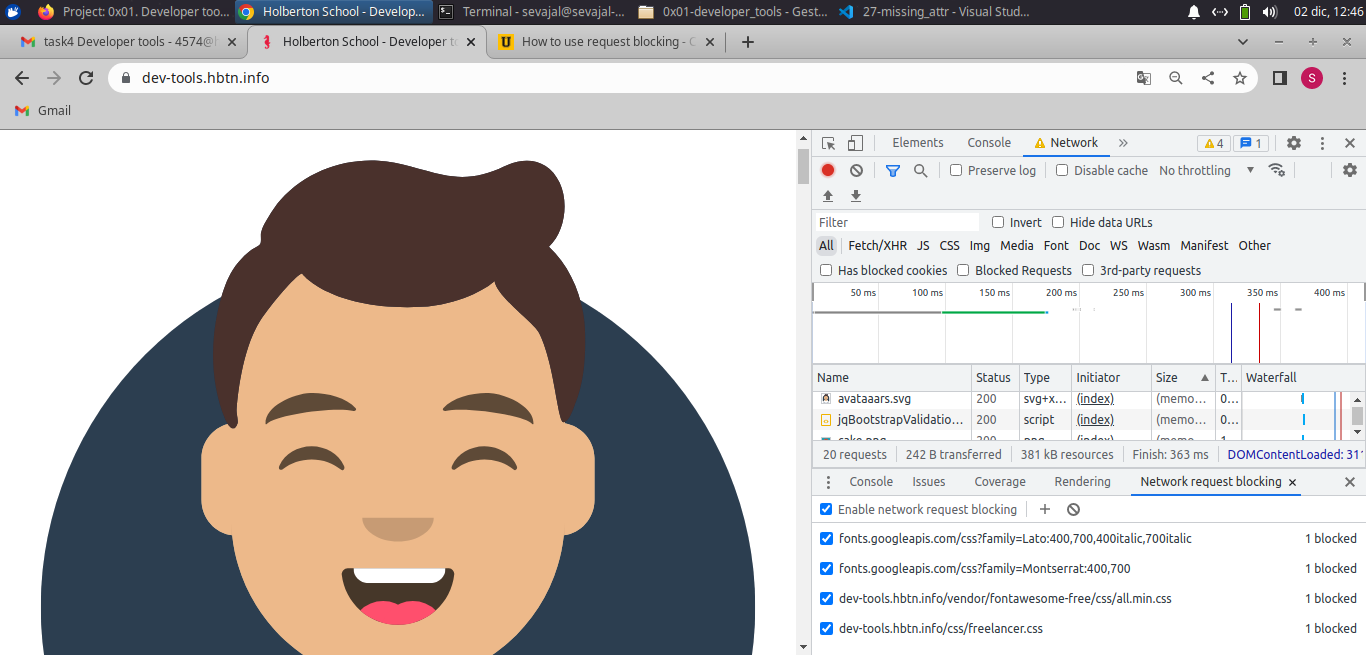 Project: 0x01. Developer too...
Holberton School - Develop...
Terminal - sevajal@sevajal-...
0x01-developer_tools - Gest...
27-missing_attr - Visual Stud...
02 dic, 12:46
task4 Developer tools - 4574@h
Holberton School - Developer to
How to use request blocking - C
dev-tools.hbtn.info
S
Gmail
Elements
Console
Network
4
1
Preserve log
Disable cache
No throttling
Filter
Invert
Hide data URLs
All
Fetch/XHR
JS
CSS
Img
Media
Font
Doc
WS
Wasm
Manifest
Other
Has blocked cookies
Blocked Requests
3rd-party requests
50 ms
100 ms
150 ms
200 ms
250 ms
300 ms
350 ms
400 ms
Name
Status
Type
Initiator
Size
T...
Waterfall
avataaars.svg
200
svg+x...
(index)
(memo...
0...
jqBootstrapValidatio...
200
script
(index)
(memo...
0...
cake.png
200
png
(index)
(memo...
20 requests
242 B transferred
381 kB resources
Finish: 363 ms
DOMContentLoaded: 311
Console
Issues
Coverage
Rendering
Network request blocking
Enable network request blocking
fonts.googleapis.com/css?family=Lato:400,700,400italic,700italic
1 blocked
fonts.googleapis.com/css?family=Montserrat:400,700
1 blocked
dev-tools.hbtn.info/vendor/fontawesome-free/css/all.min.css
1 blocked
dev-tools.hbtn.info/css/freelancer.css
1 blocked